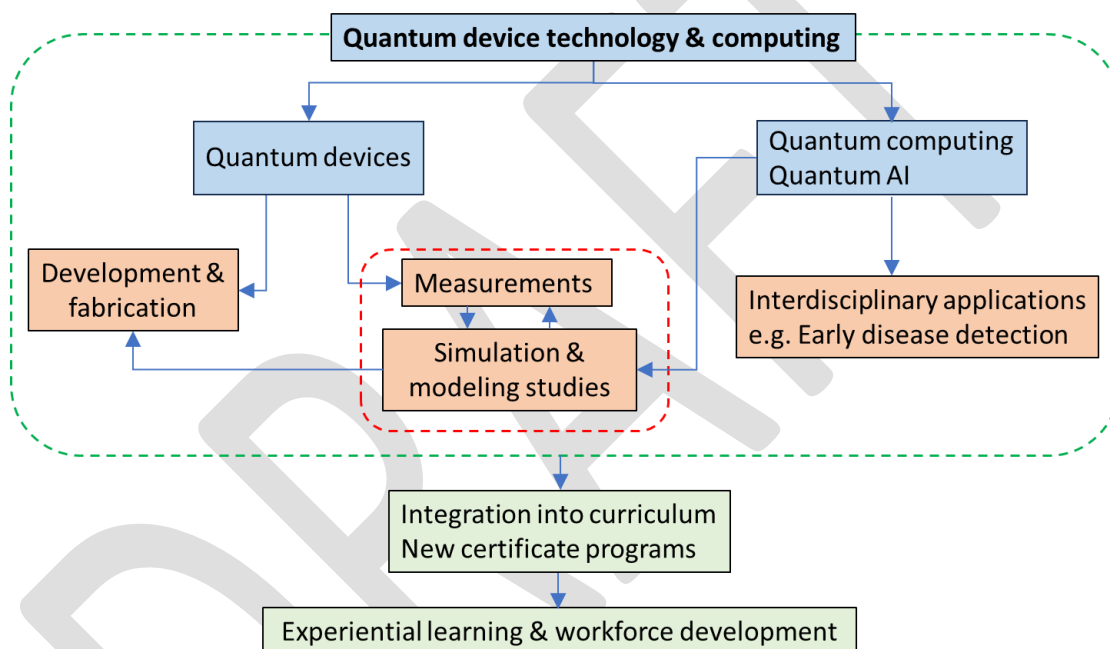 Quantum device technology & computing
Quantum devices
Quantum computing
Quantum AI
Development &
fabrication
Measurements
Simulation &
modeling studies
Interdisciplinary applications
e.g. Early disease detection
Integration into curriculum
New certificate programs
Experiential learning & workforce development
DRAFT